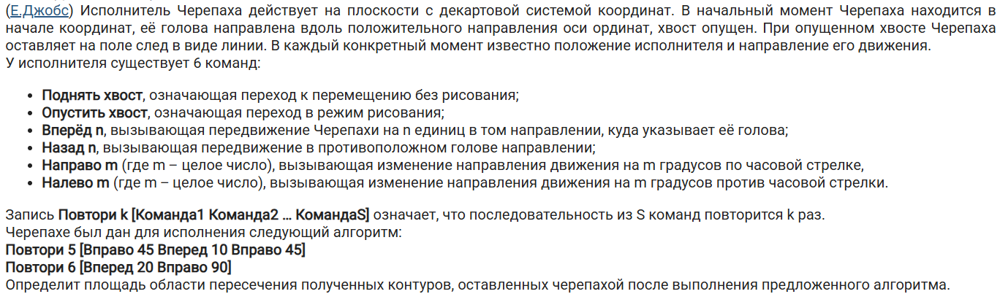 (Е.Джобс) Исполнитель Черепаха действует на плоскости с декартовой системой координат. В начальный момент Черепаха находится в
начале координат, её голова направлена вдоль положительного направления оси ординат, хвост опущен. При опущенном хвосте Черепаха
оставляет на поле след в виде линии. В каждый конкретный момент известно положение исполнителя и направление его движения.
У исполнителя существует 6 команд:
• Поднять хвост, означающая переход к перемещению без рисования;
• Опустить хвост, означающая переход в режим рисования;
• Вперёд n, вызывающая передвижение Черепахи на n единиц в том направлении, куда указывает её голова;
• Назад n, вызывающая передвижение в противоположном голове направлении;
• Направо m (где m – целое число), вызывающая изменение направления движения на m градусов по часовой стрелке,
• Налево m (где m – целое число), вызывающая изменение направления движения на m градусов против часовой стрелки.
Запись Повтори k [Команда1 Команда2 … КомандаS] означает, что последовательность из S команд повторится k раз.
Черепахе был дан для исполнения следующий алгоритм:
Повтори 5 [Вправо 45 Вперед 10 Вправо 45]
Повтори 6 [Вперед 20 Вправо 90]
Определит площадь области пересечения полученных контуров, оставленных черепахой после выполнения предложенного алгоритма.